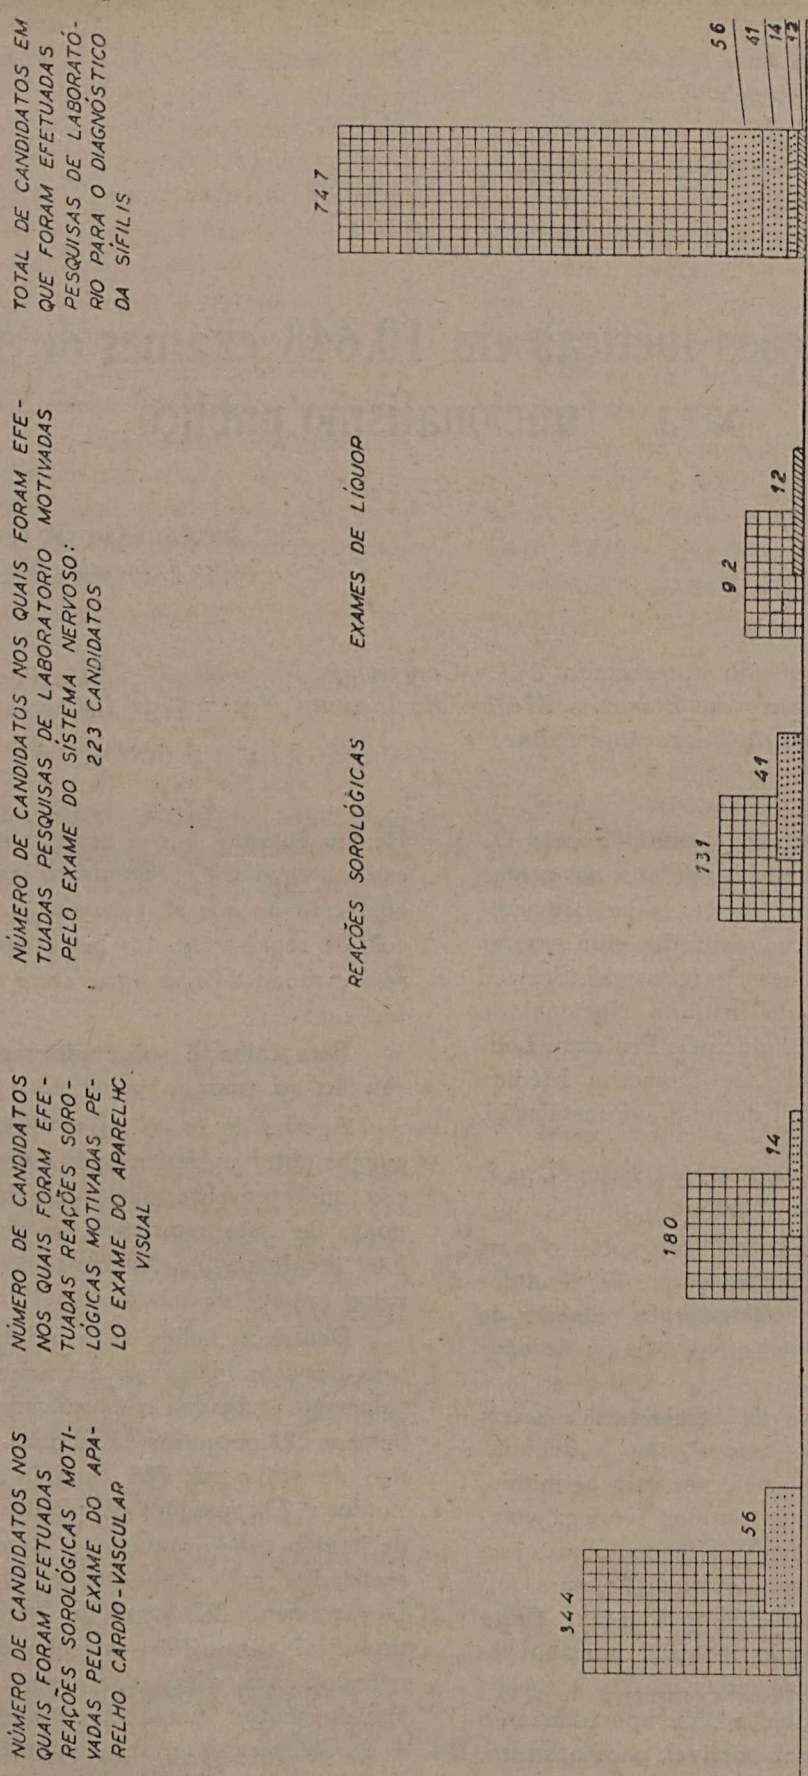 NÚMERO DE CANDIDATOS NOS
QUAIS FORAM EFETUADAS
REAÇÕES SOROLÓGICAS MOTI-
VADAS PELO EXAME DO APA-
RELHO CARDIO-VASCULAR
344
56
NÚMERO DE CANDIDATOS
NOS QUAIS FORAM EFE-
TUADAS REAÇÕES SORO-
LÓGICAS MOTIVADAS PE-
LO EXAME DO APARELHO
VISUAL
180
14
NÚMERO DE CANDIDATOS NOS QUAIS FORAM EFE-
TUADAS PESQUISAS DE LABORATORIO MOTIVADAS
PELO EXAME DO SÍSTEMA NERVOSO:
223 CANDIDATOS
REAÇÕES SOROLÓGICAS
EXAMES DE LÍQUOR
131
41
92
12
TOTAL DE CANDIDATOS EM
QUE FORAM EFETUADAS
PESQUISAS DE LABORATÓ-
RIO PARA O DIAGNÓSTICO
DA SÍFILIS
747
56
41
14
12